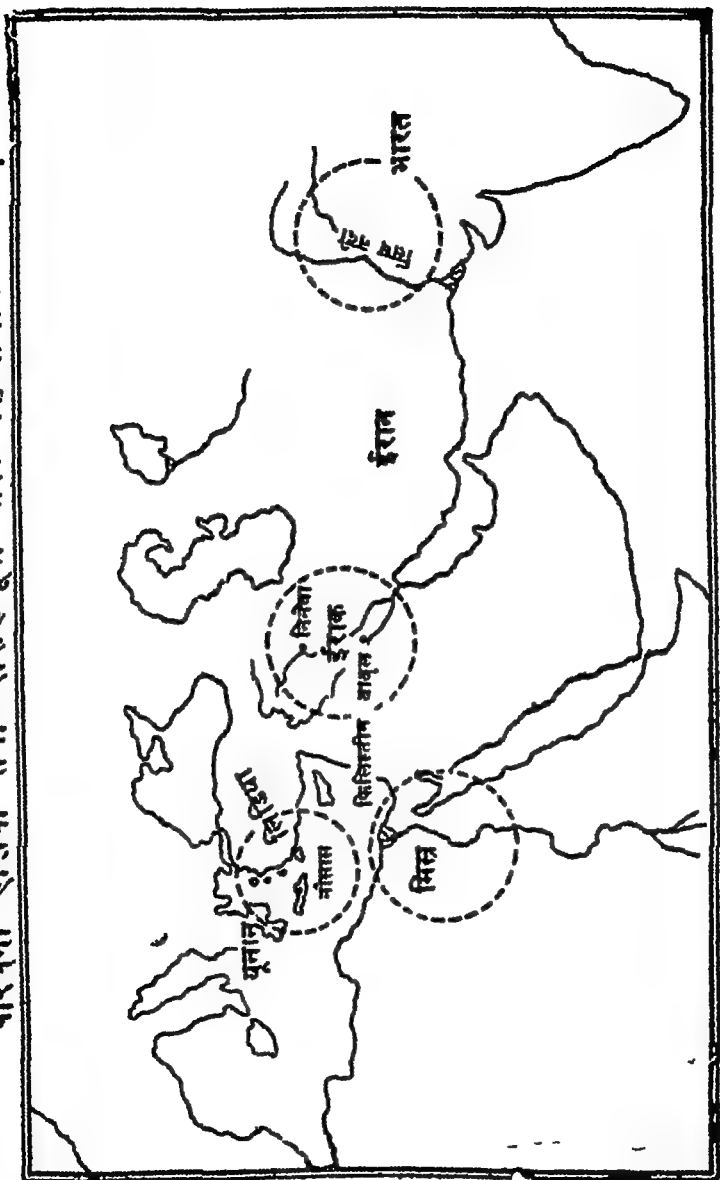 भारत
सिंध नदी
ईरान
निनेवा
ईराक
बाबुल
फिलिस्तीन
लिडिया
नौसास
यूनान
मिस्र